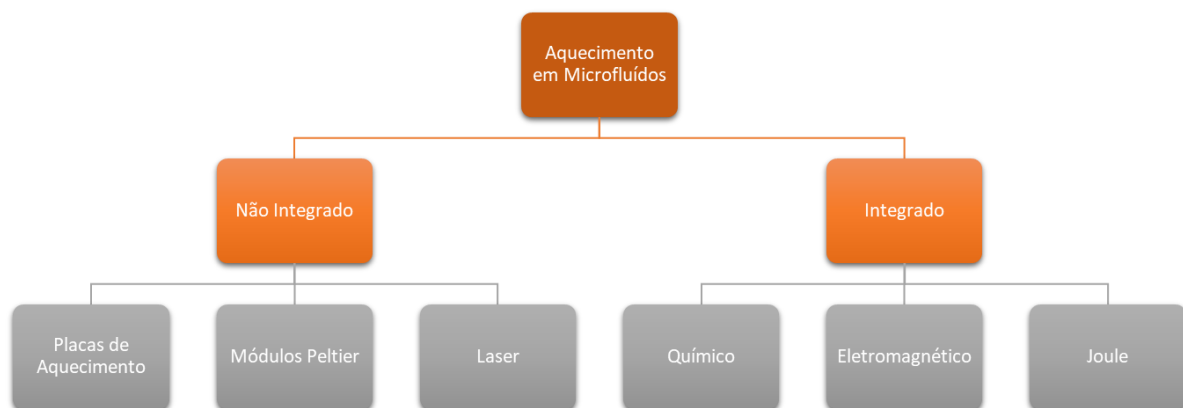 Aquecimento
em Microfluídos
Não Integrado
Integrado
Placas de
Aquecimento
Módulos Peltier
Laser
Químico
Eletromagnético
Joule